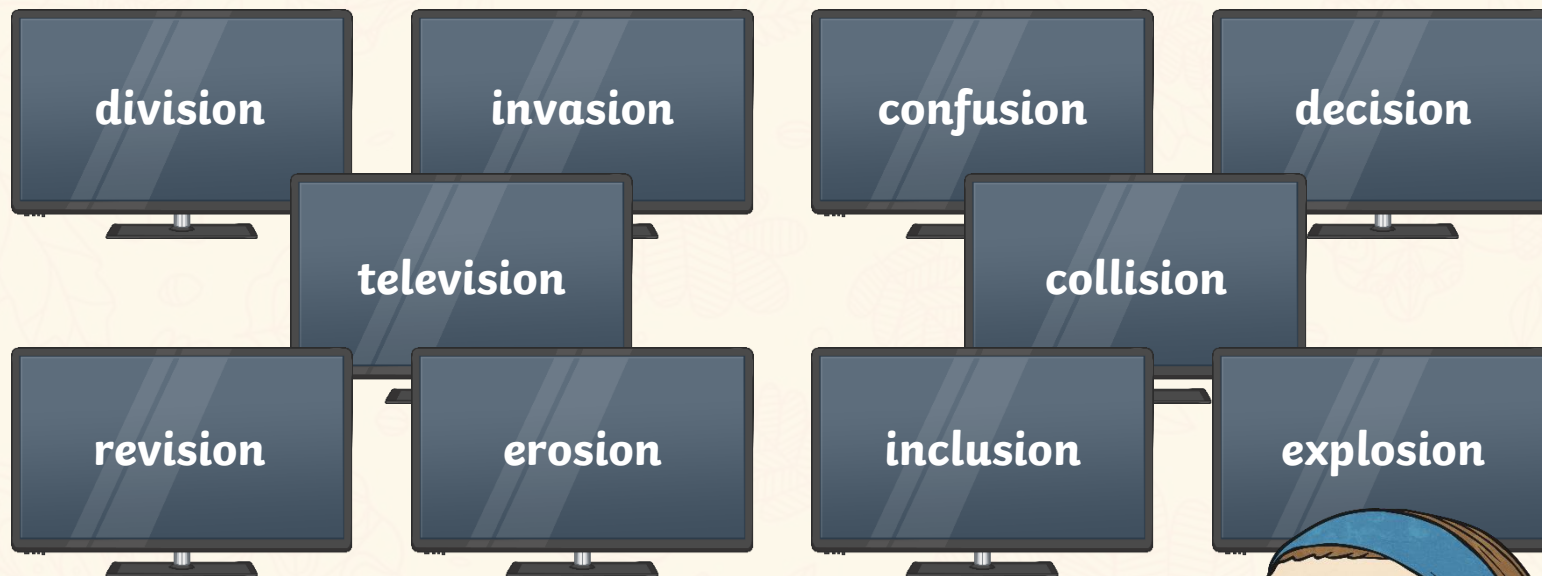 division
invasion
confusion
decision
television
collision
revision
erosion
inclusion
explosion